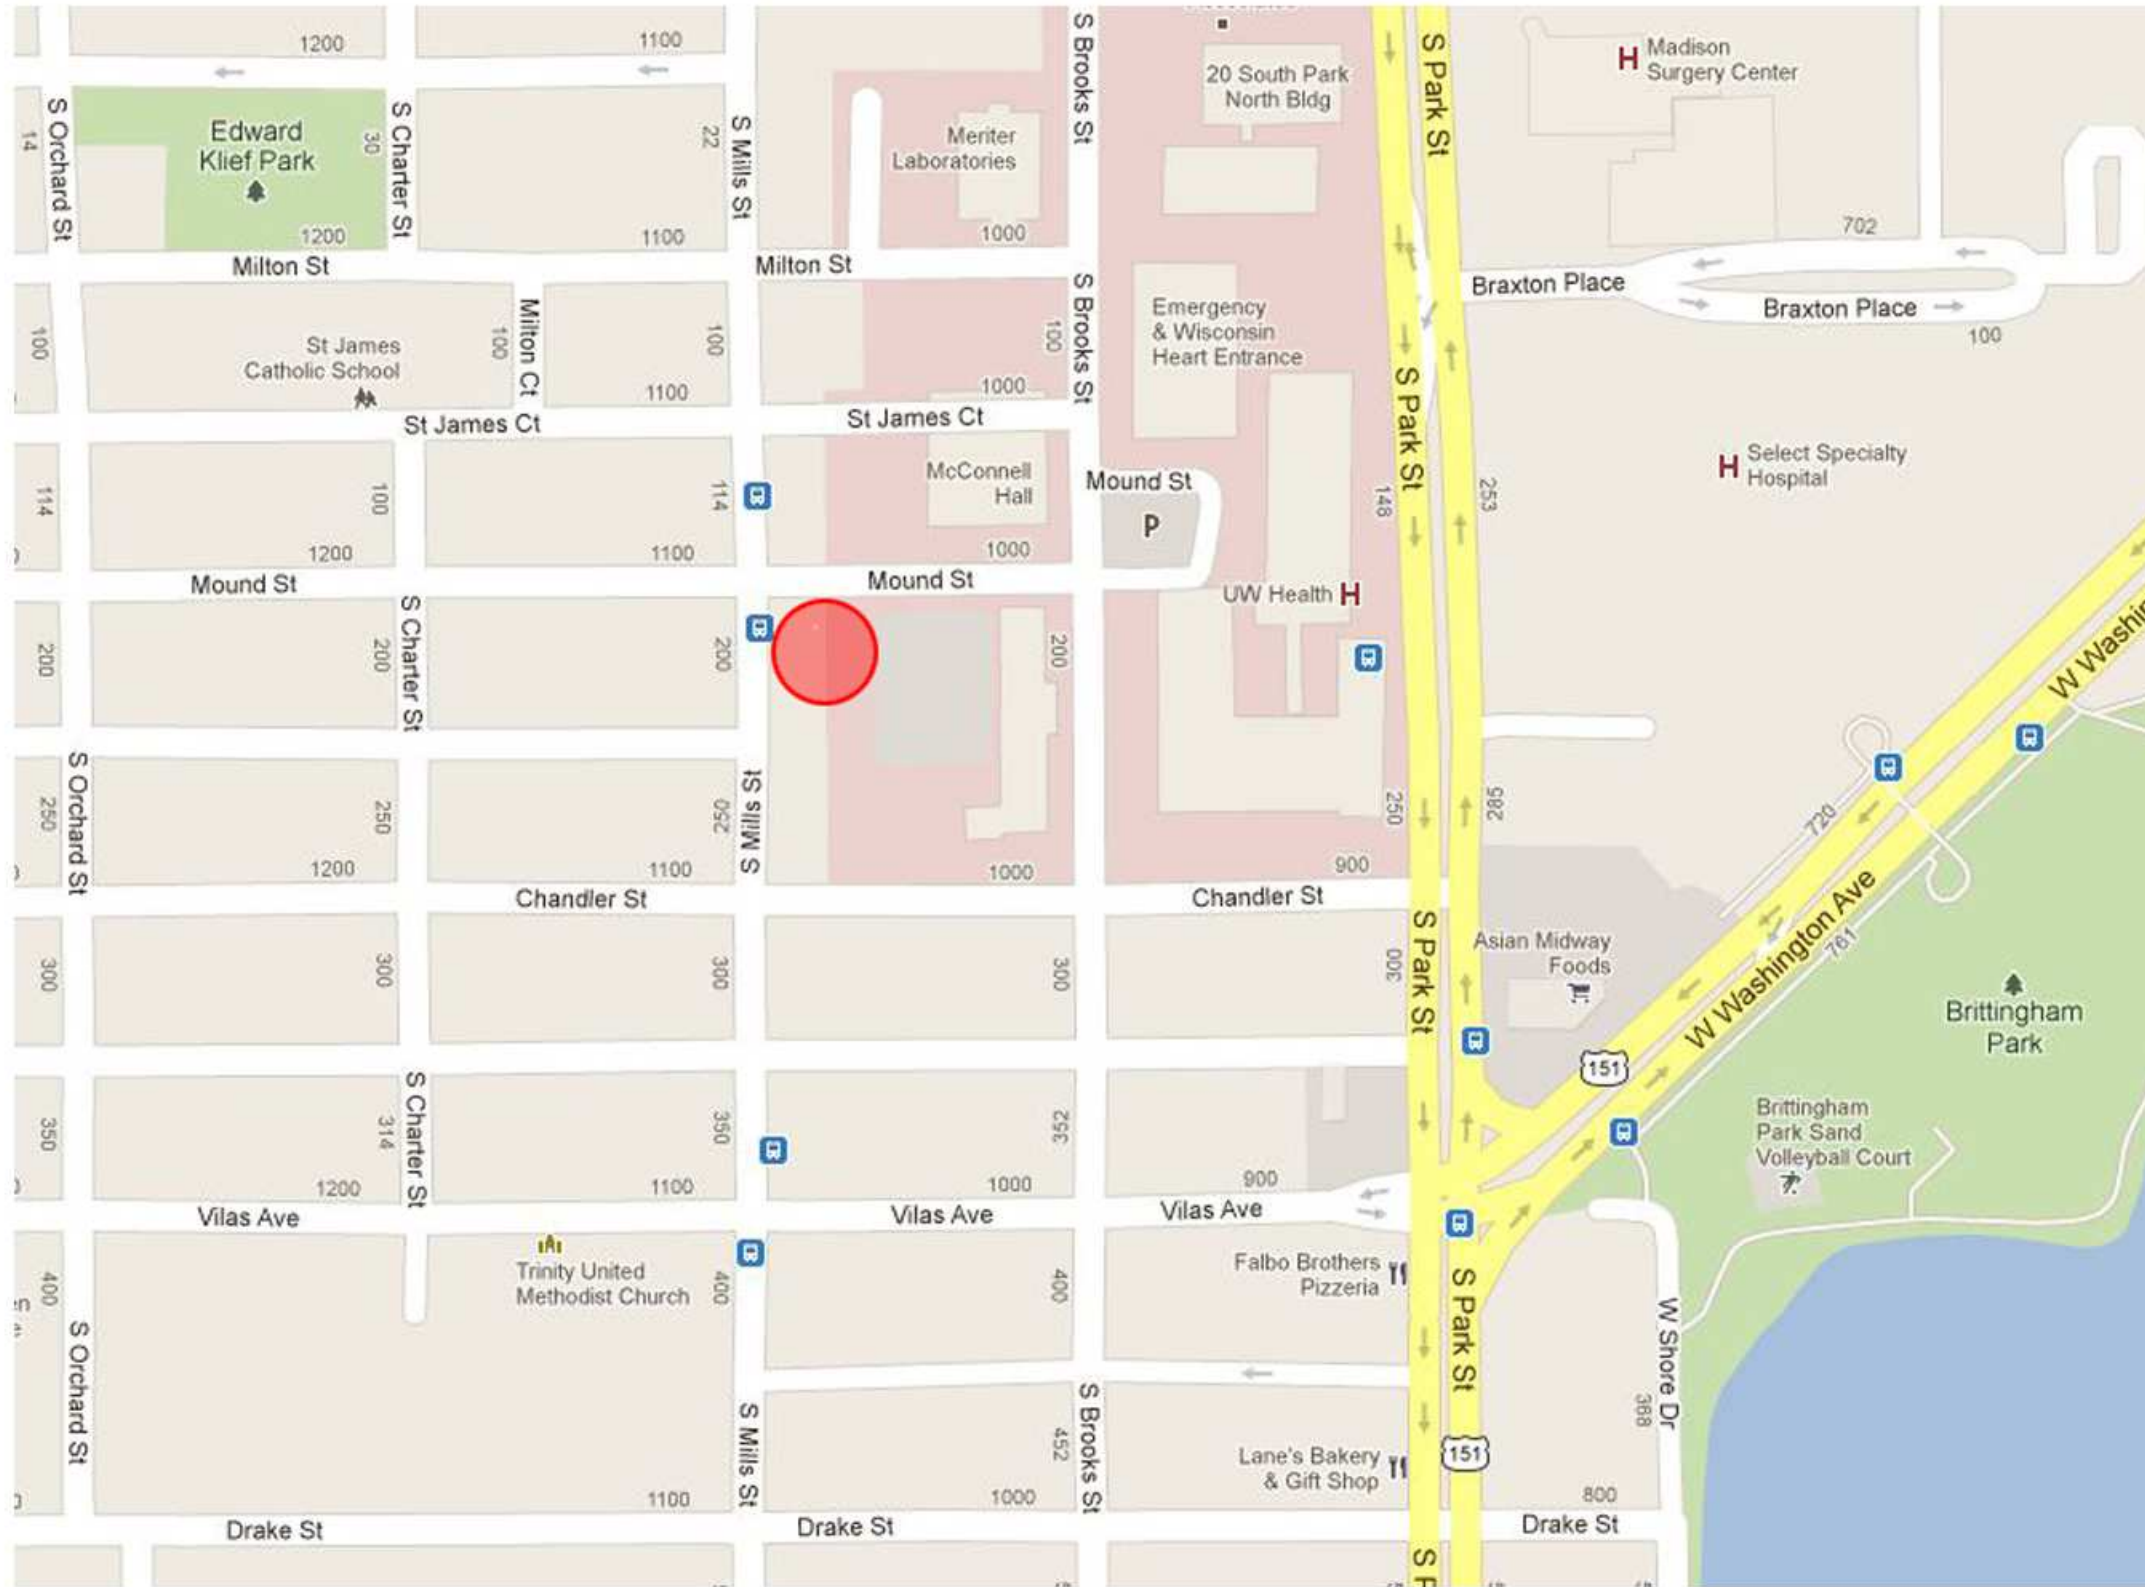 1200
1100
S Brooks St
S Park St
20 South Park
North Bldg
H Madison
Surgery Center
S Orchard St
14
Edward
Klief Park
30
S Charter St
22
S Mills St
Meriter
Laboratories
1200
1100
1000
702
Milton St
Milton St
Braxton Place
Braxton Place
100
100
St James
Catholic School
100
Milton Ct
100
1100
1000
100
S Brooks St
Emergency
& Wisconsin
Heart Entrance
S Park St
St James Ct
St James Ct
114
100
114
McConnell
Hall
Mound St
P
148
253
H Select Specialty
Hospital
1200
1100
1000
Mound St
Mound St
UW Health H
W Washin
200
200
S Charter St
200
200
S Orchard St
250
250
250
S Mills St
250
285
720
1200
1100
1000
900
Chandler St
Chandler St
W Washington Ave
761
300
300
300
300
300
S Park St
Asian Midway
Foods
Brittingham
Park
151
350
314
S Charter St
350
352
Brittingham
Park Sand
Volleyball Court
1200
1100
1000
900
Vilas Ave
Vilas Ave
Vilas Ave
400
Trinity United
Methodist Church
400
400
Falbo Brothers
Pizzeria
S Park St
W Shore Dr
368
S Orchard St
S Mills St
452
S Brooks St
Lane's Bakery
& Gift Shop
151
1100
1000
800
Drake St
Drake St
Drake St